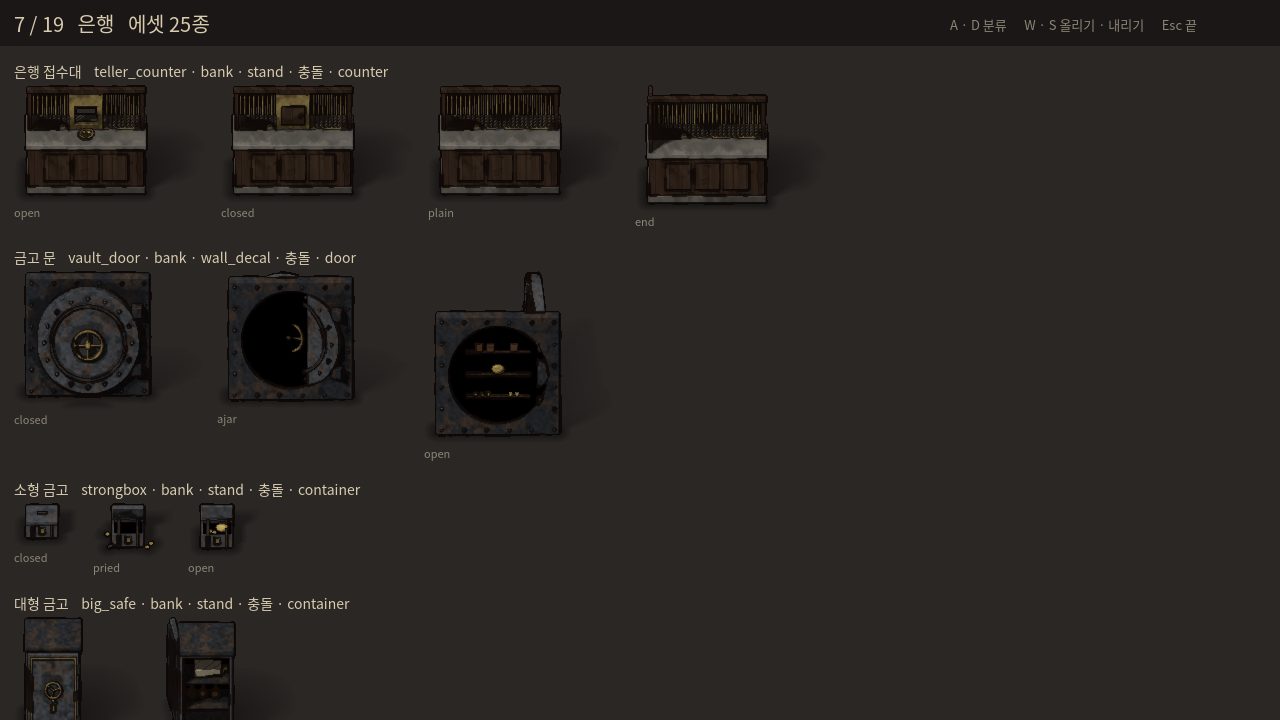 7 / 19 은행 에셋 25종 A · D 분류 W · S 올리기 · 내리기 Esc 끝
은행 접수대 teller_counter · bank · stand · 충돌 · counter
open closed plain end
금고 문 vault_door · bank · wall_decal · 충돌 · door
closed ajar open
소형 금고 strongbox · bank · stand · 충돌 · container
closed pried open
대형 금고 big_safe · bank · stand · 충돌 · container